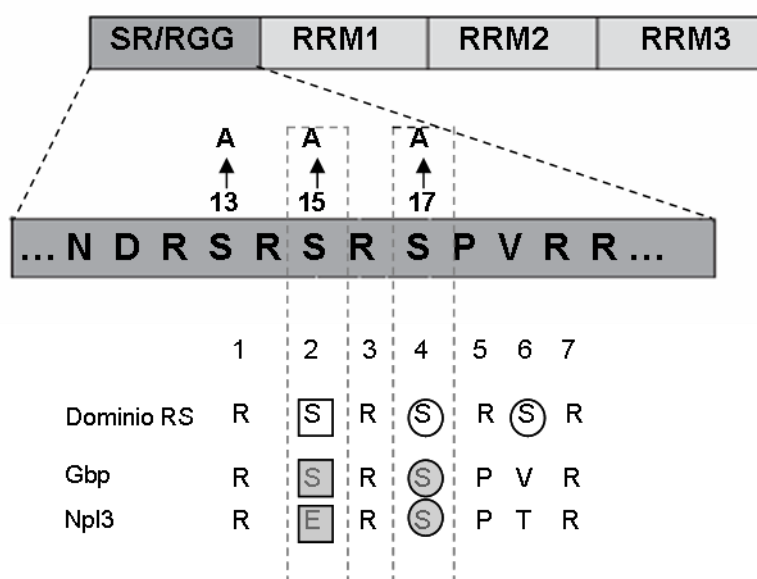 SR/RGG RRM1 RRM2 RRM3
A A A
13 15 17
...N D R S R S R S P V R R...
1 2 3 4 5 6 7
Dominio RS R S R S R S R
Gbp R S R S P V R
Npl3 R E R S P T R